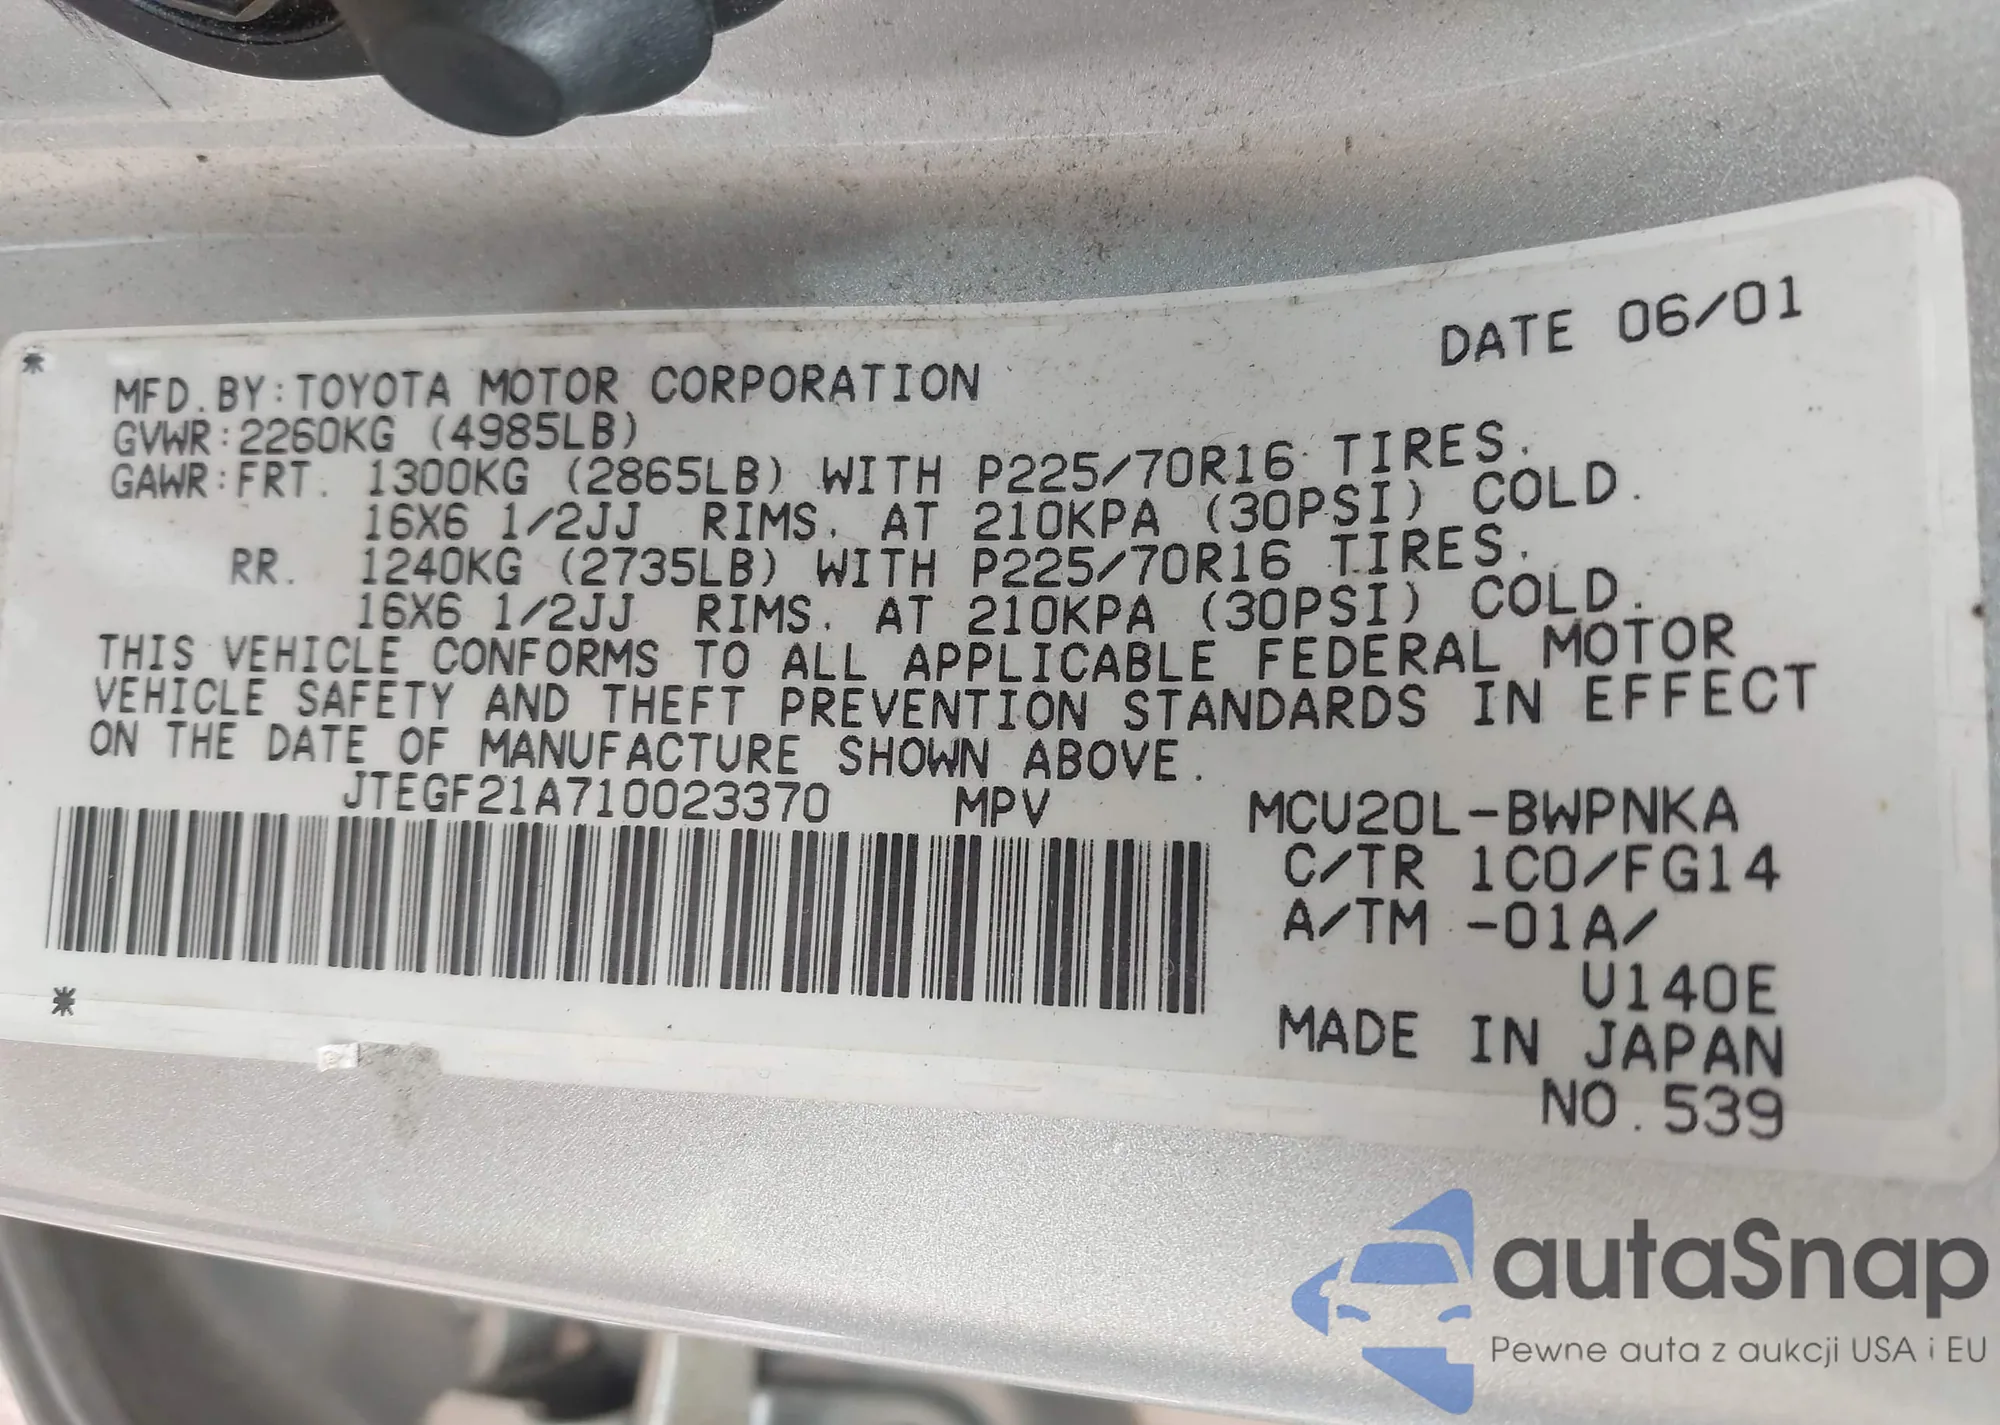 DATE 06/01
MFD.BY:TOYOTA MOTOR CORPORATION
GVWR:2260KG (4985LB)
GAWR:FRT. 1300KG (2865LB) WITH P225/70R16 TIRES.
16X6 1/2JJ RIMS. AT 210KPA (30PSI) COLD.
RR. 1240KG (2735LB) WITH P225/70R16 TIRES.
16X6 1/2JJ RIMS. AT 210KPA (30PSI) COLD.
THIS VEHICLE CONFORMS TO ALL APPLICABLE FEDERAL MOTOR
VEHICLE SAFETY AND THEFT PREVENTION STANDARDS IN EFFECT
ON THE DATE OF MANUFACTURE SHOWN ABOVE.
JTEGF21A710023370 MPV MCU20L-BWPNKA
C/TR 1C0/FG14
A/TM -01A/
U140E
MADE IN JAPAN
NO.539
autaSnap
Pewne auta z aukcji USA i EU